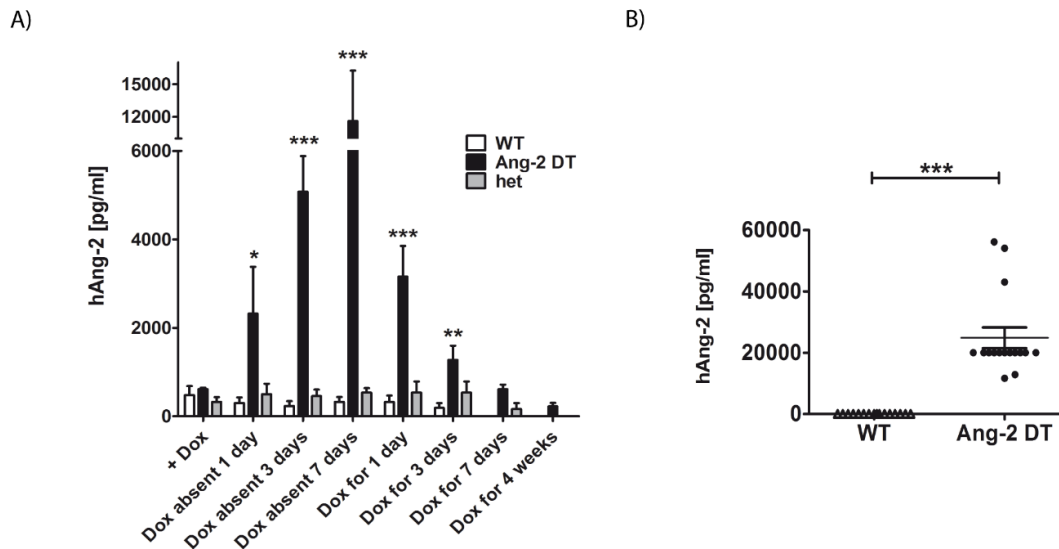 A)
hAng-2 [pg/ml]
15000
12000
6000
4000
2000
0
***
***
***
*
**
WT
Ang-2 DT
het
+ Dox
Dox absent 1 day
Dox absent 3 days
Dox absent 7 days
Dox for 1 day
Dox for 3 days
Dox for 7 days
Dox for 4 weeks
B)
***
hAng-2 [pg/ml]
60000
40000
20000
0
WT
Ang-2 DT